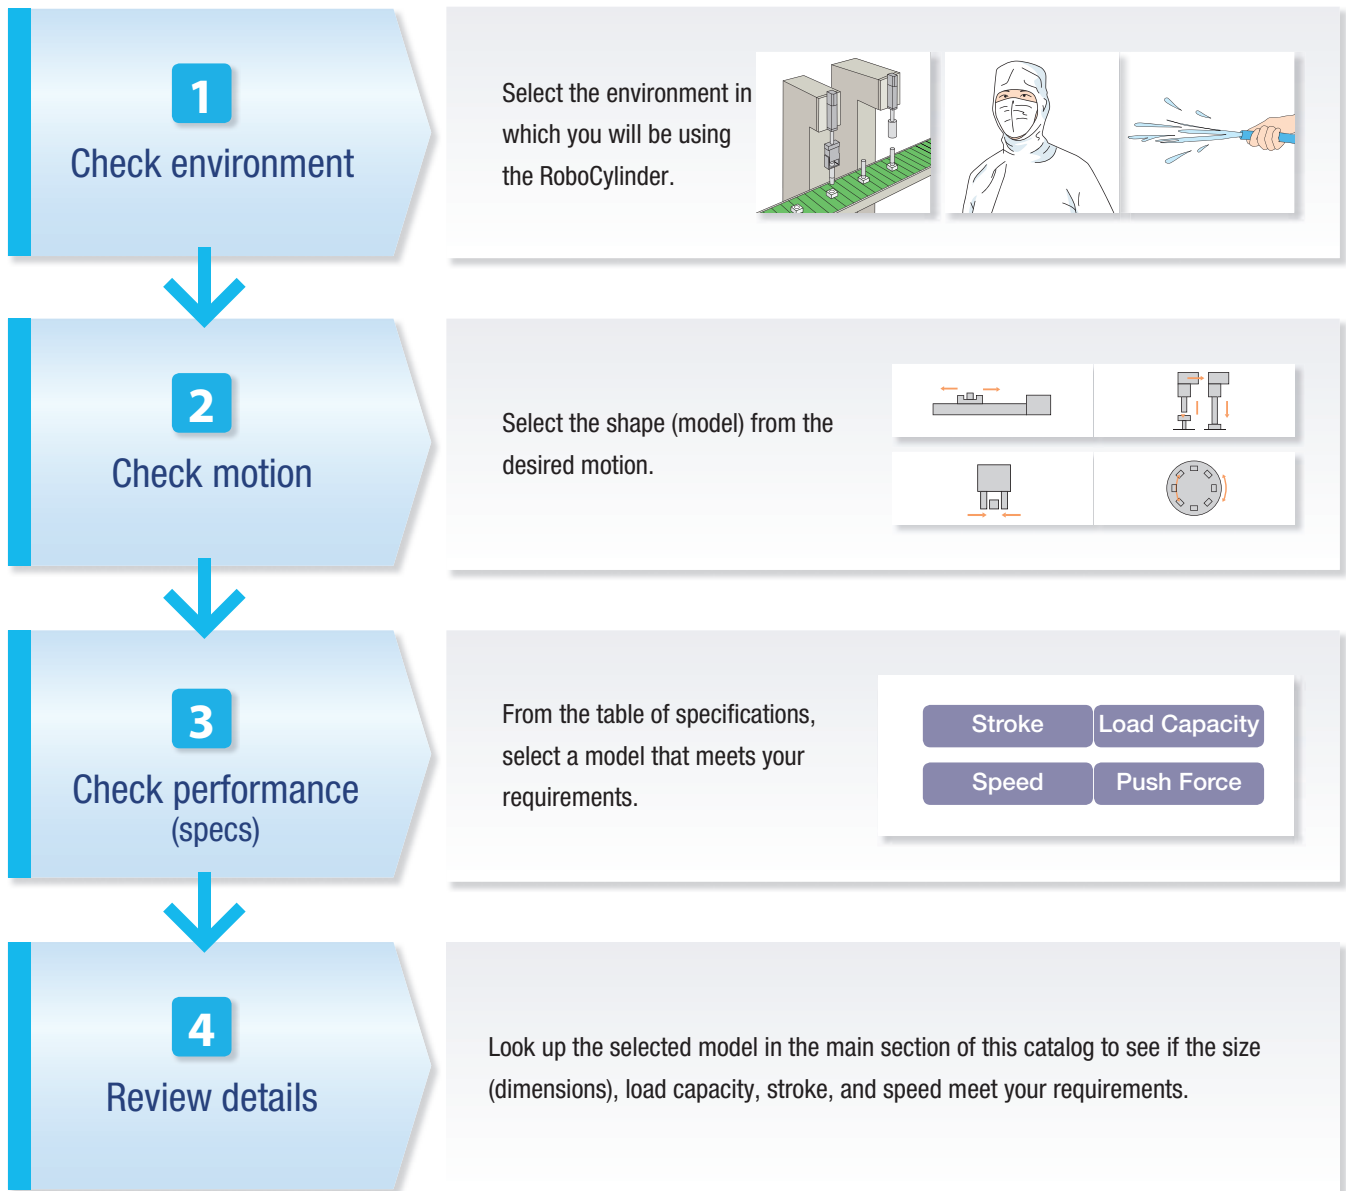 1
Check environment
Select the environment in
which you will be using
the RoboCylinder.
2
Check motion
Select the shape (model) from the
desired motion.
3
Check performance
(specs)
From the table of specifications,
select a model that meets your
requirements.
Stroke
Load Capacity
Speed
Push Force
4
Review details
Look up the selected model in the main section of this catalog to see if the size
(dimensions), load capacity, stroke, and speed meet your requirements.